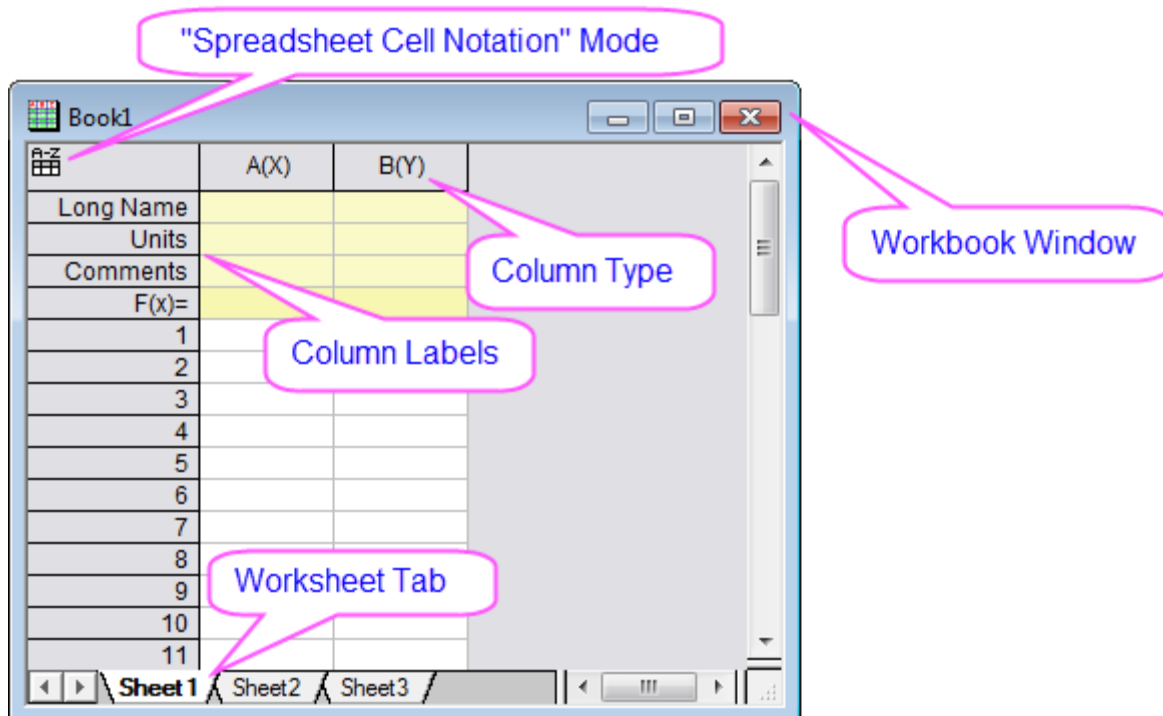 "Spreadsheet Cell Notation" Mode
Book1
A-Z
A(X) B(Y)
Long Name
Units
Comments
F(x)=
Column Type
Workbook Window
Column Labels
1
2
3
4
5
6
7
8
9
10
11
Worksheet Tab
Sheet1 Sheet2 Sheet3